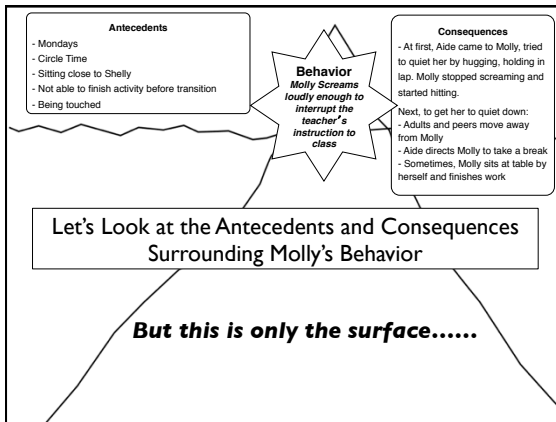 Antecedents
- Mondays
- Circle Time
- Sitting close to Shelly
- Not able to finish activity before transition
- Being touched
Behavior
Molly Screams
loudly enough to
interrupt the
teacher's
instruction to
class
Consequences
- At first, Aide came to Molly, tried
to quiet her by hugging, holding in
lap. Molly stopped screaming and
started hitting.
Next, to get her to quiet down:
- Adults and peers move away
from Molly
- Aide directs Molly to take a break
- Sometimes, Molly sits at table by
herself and finishes work
Let's Look at the Antecedents and Consequences
Surrounding Molly's Behavior
But this is only the surface......